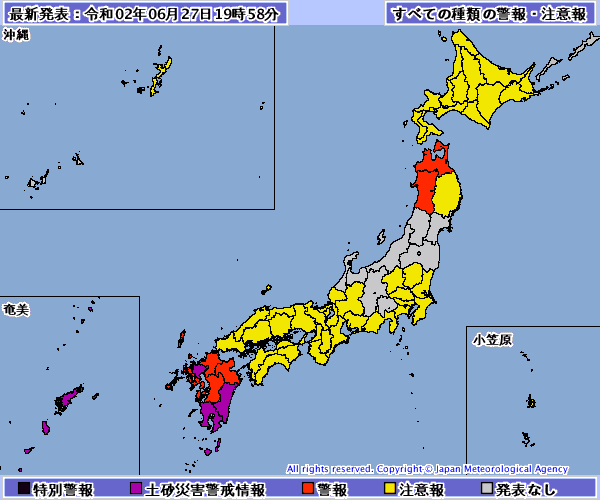 最新発表：令和02年06月27日19時58分
すべての種類の警報・注意報
沖縄
奄美
小笠原
All rights reserved. Copyright © Japan Meteorological Agency
特別警報 土砂災害警戒情報 警報 注意報 発表なし